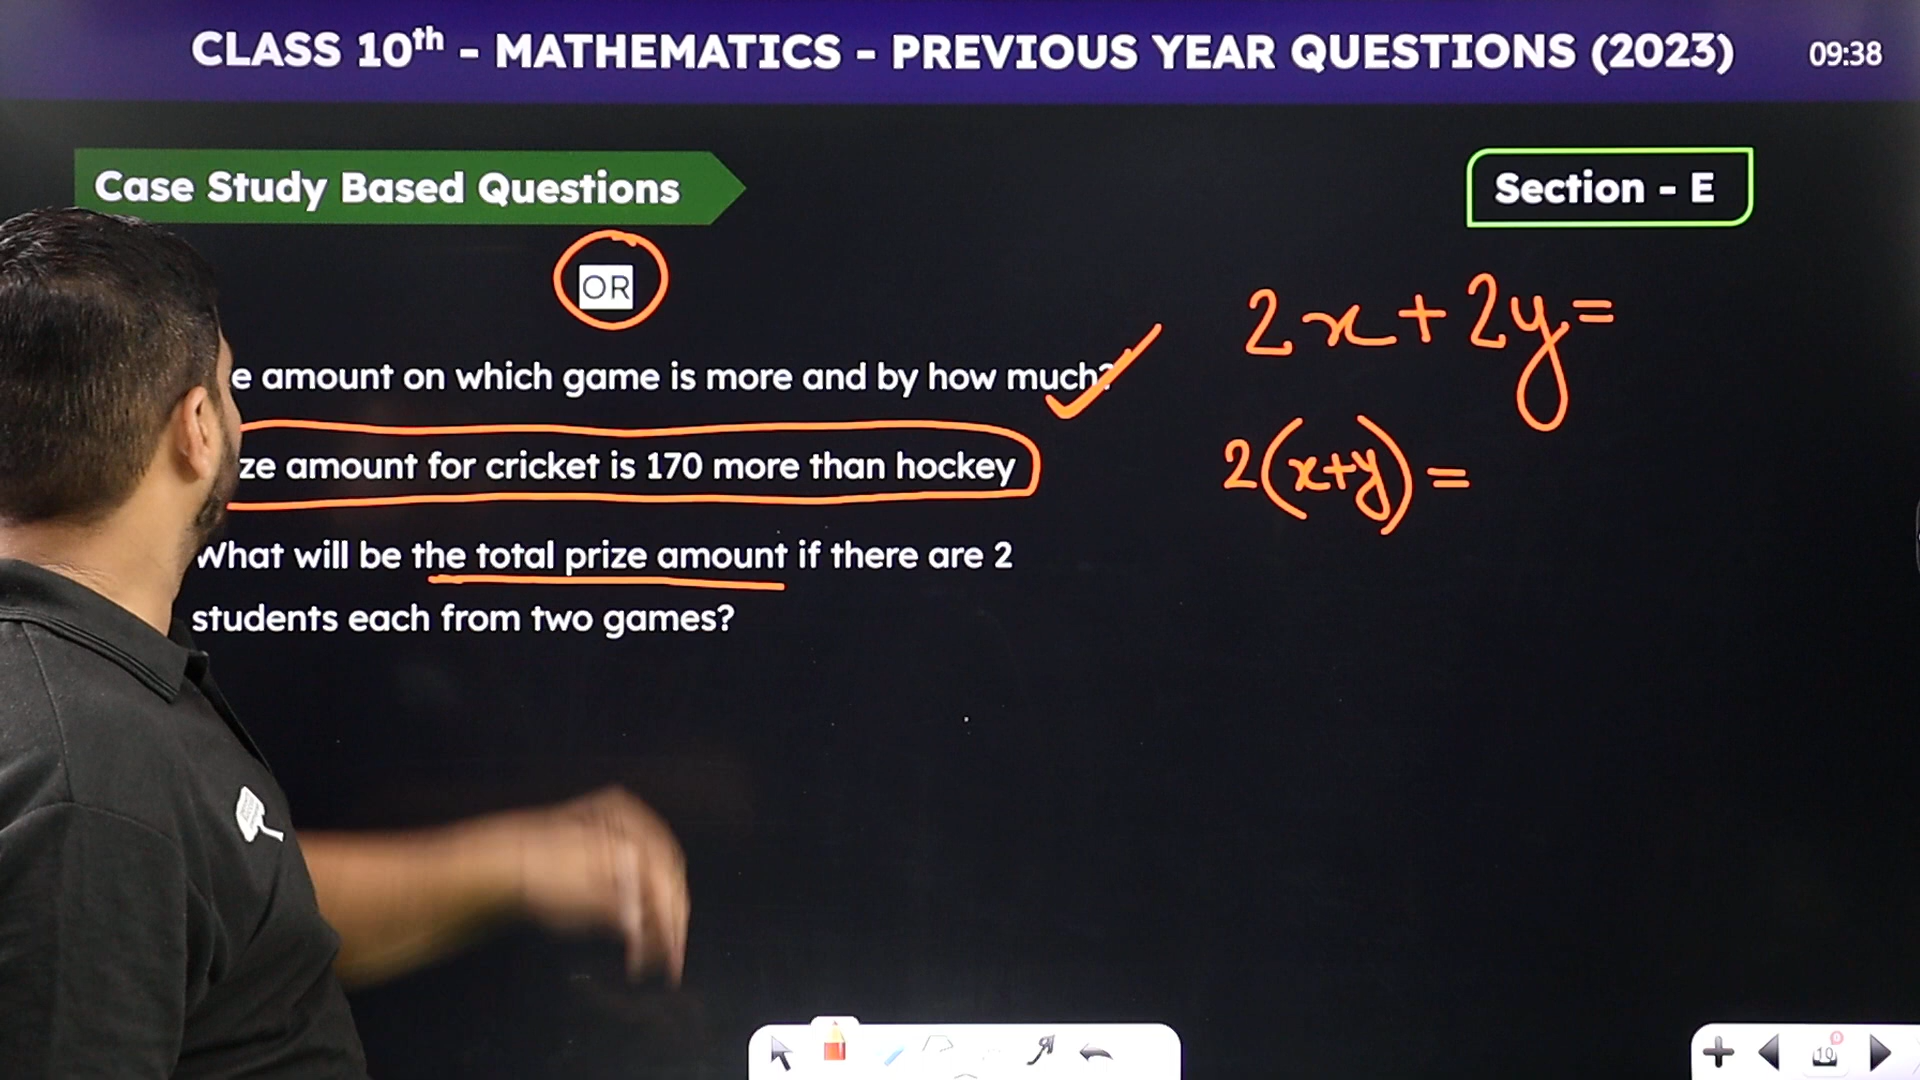 CLASS 10th - MATHEMATICS - PREVIOUS YEAR QUESTIONS (2023)
09:38
Case Study Based Questions
Section - E
OR
e amount on which game is more and by how much?
ze amount for cricket is 170 more than hockey
What will be the total prize amount if there are 2
students each from two games?
2x + 2y =
2(x+y) =
10